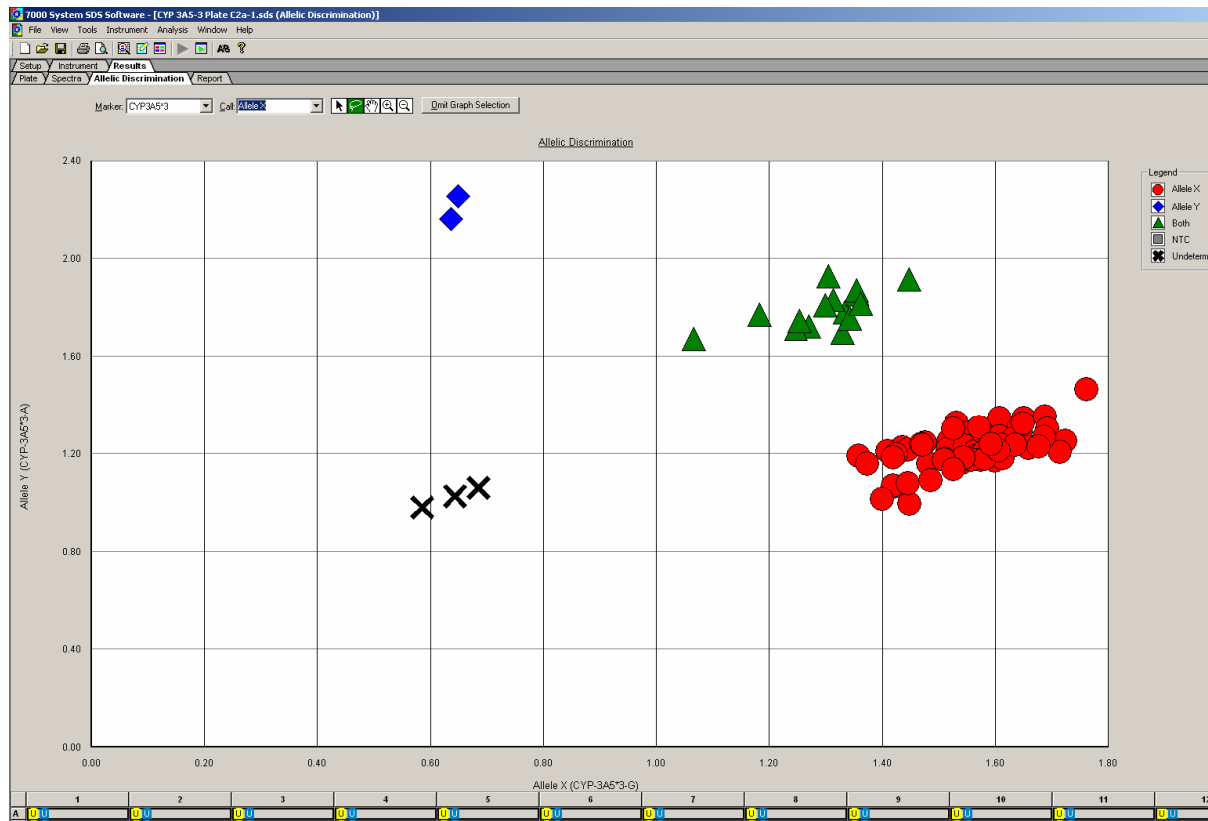 7000 System SDS Software - [CYP 3A5-3 Plate C2a-1.sds (Allelic Discrimination)]
File View Tools Instrument Analysis Window Help
Setup Instrument Results
Plate Spectra Allelic Discrimination Report
Marker: CYP3A5*3 Call: Allele X Omit Graph Selection
Allelic Discrimination
2.40
2.00
1.60
1.20
0.80
0.40
0.00
Allele Y (CYP-3A5*3-A)
0.00 0.20 0.40 0.60 0.80 1.00 1.20 1.40 1.60 1.80
Allele X (CYP-3A5*3-G)
Legend
Allele X
Allele Y
Both
NTC
Undeterm
1 2 3 4 5 6 7 8 9 10 11 12
A U U U U U U U U U U U U U U U U U U U U U U